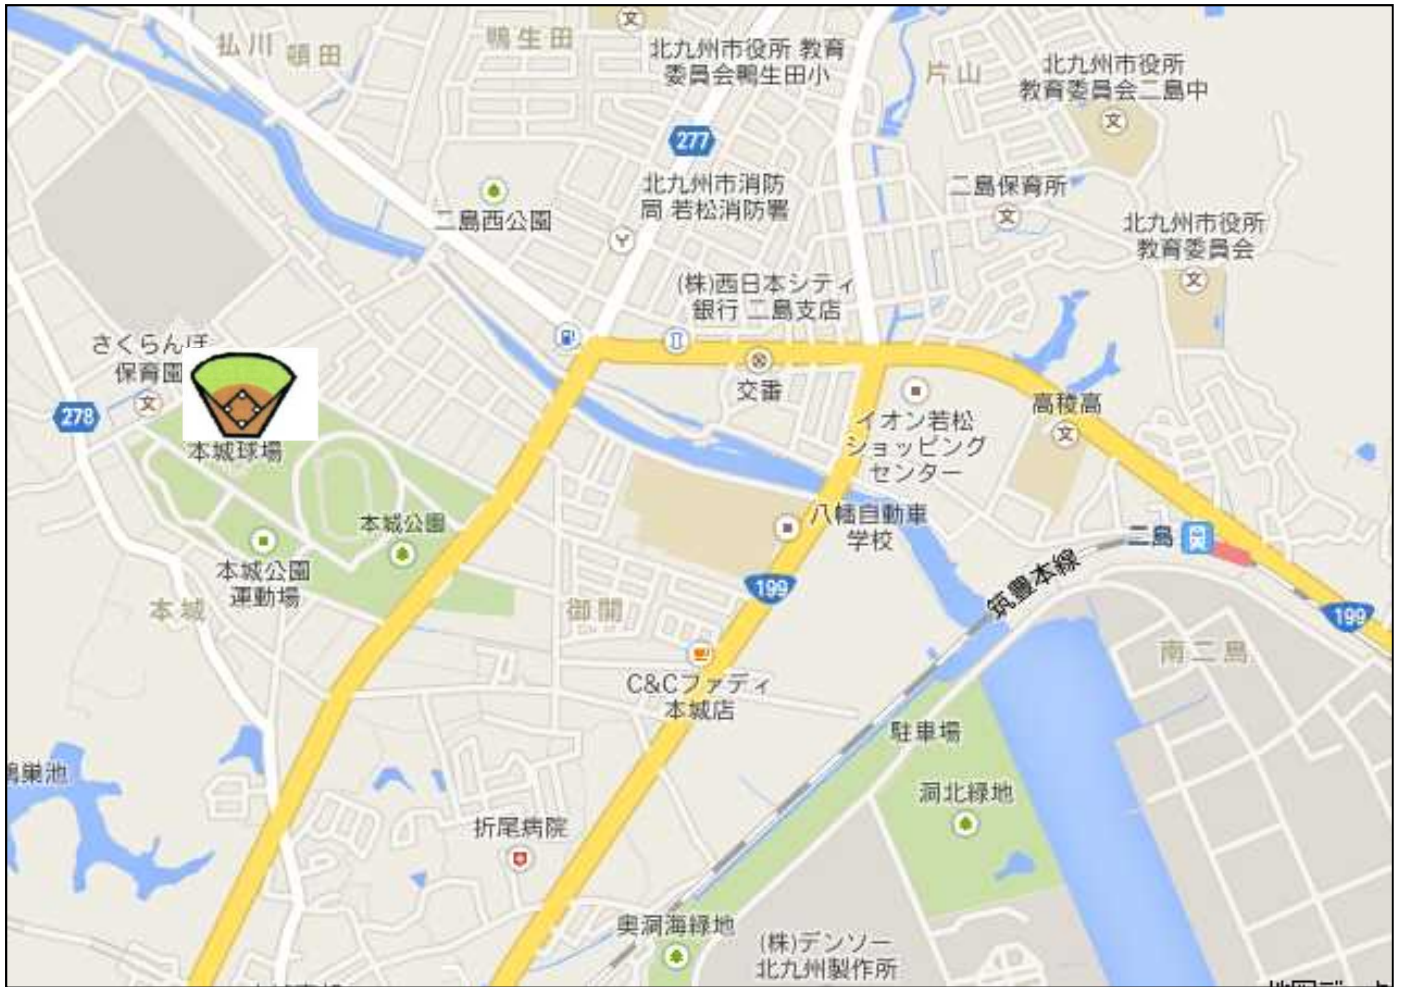 払川
頓田
鴨生田
文
北九州市役所 教育
委員会鴨生田小
片山
北九州市役所
教育委員会二島中
文
277
二島西公園
北九州市消防
局 若松消防署
二島保育所
文
北九州市役所
教育委員会
文
(株)西日本シティ
銀行 二島支店
さくらんぼ
保育園
文
278
本城球場
交番
イオン若松
ショッピング
センター
高稜高
文
本城公園
八幡自動車
学校
二島
本城公園
運動場
本城
御開
199
筑豊本線
199
南二島
C&Cファディ
本城店
駐車場
洞北緑地
折尾病院
奥洞海緑地
(株)デンソー
北九州製作所